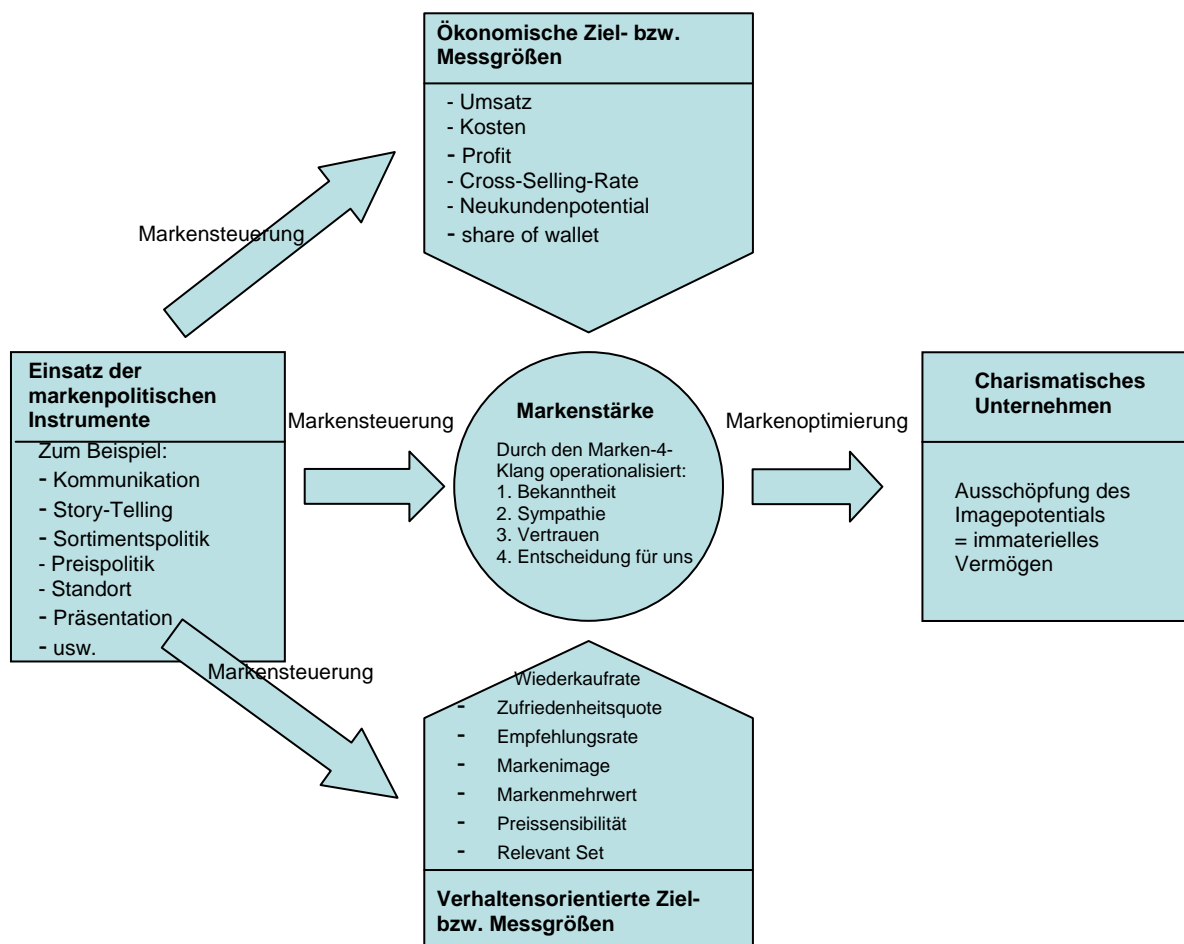 Ökonomische Ziel- bzw.
Messgrößen
- Umsatz
- Kosten
- Profit
- Cross-Selling-Rate
- Neukundenpotential
- share of wallet
Markensteuerung
Einsatz der
markenpolitischen
Instrumente
Zum Beispiel:
- Kommunikation
- Story-Telling
- Sortimentspolitik
- Preispolitik
- Standort
- Präsentation
- usw.
Markensteuerung
Markenstärke
Durch den Marken-4-
Klang operationalisiert:
1. Bekanntheit
2. Sympathie
3. Vertrauen
4. Entscheidung für uns
Markenoptimierung
Charismatisches
Unternehmen
Ausschöpfung des
Imagepotentials
= immaterielles
Vermögen
Markensteuerung
Wiederkaufrate
- Zufriedenheitsquote
- Empfehlungsrate
- Markenimage
- Markenmehrwert
- Preissensibilität
- Relevant Set
Verhaltensorientierte Ziel-
bzw. Messgrößen